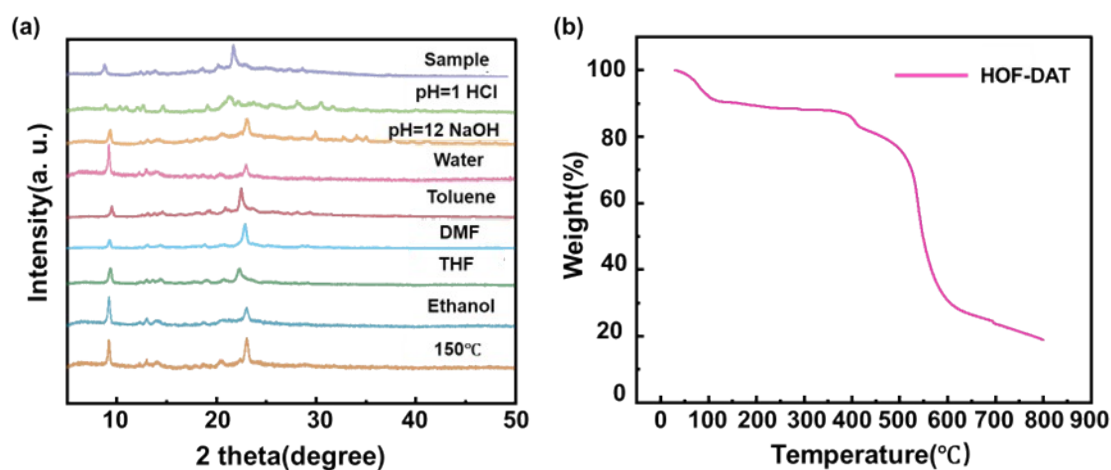 (a)
Intensity(a. u.)
Sample
pH=1 HCl
pH=12 NaOH
Water
Toluene
DMF
THF
Ethanol
150℃
10 20 30 40 50
2 theta(degree)
(b)
Weight(%)
100
80
60
40
20
0
HOF-DAT
0 100 200 300 400 500 600 700 800 900
Temperature(℃)